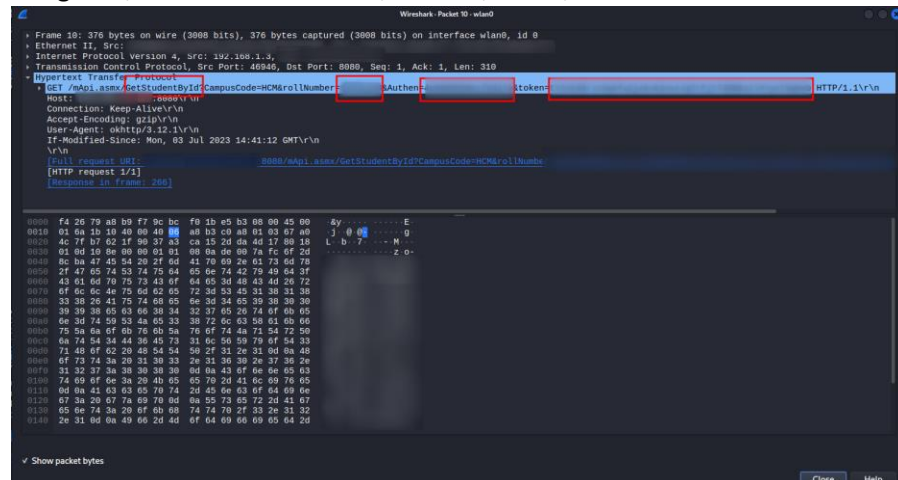 Wireshark · Packet 10 · wlan0
Frame 10: 376 bytes on wire (3008 bits), 376 bytes captured (3008 bits) on interface wlan0, id 0
Ethernet II, Src:
Internet Protocol Version 4, Src: 192.168.1.3,
Transmission Control Protocol, Src Port: 46946, Dst Port: 8080, Seq: 1, Ack: 1, Len: 310
Hypertext Transfer Protocol
GET /mApi.asmx/GetStudentById?CampusCode=HCM&rollNumber= &Authen= &token= HTTP/1.1\r\n
Host: :8080\r\n
Connection: Keep-Alive\r\n
Accept-Encoding: gzip\r\n
User-Agent: okhttp/3.12.1\r\n
If-Modified-Since: Mon, 03 Jul 2023 14:41:12 GMT\r\n
\r\n
[Full request URI: :8080/mApi.asmx/GetStudentById?CampusCode=HCM&rollNumbe
[HTTP request 1/1]
[Response in frame: 266]
0000 f4 26 79 a8 b9 f7 9c bc f0 1b e5 b3 08 00 45 00 ·&y· ······E·
0010 01 6a 1b 10 40 00 40 06 a8 b3 c0 a8 01 03 67 a0 ·j··@·@· ······g·
0020 4c 7f b7 62 1f 90 37 a3 ca 15 2d da 4d 17 80 18 L··b··7· ··-·M···
0030 01 0d 10 8e 00 00 01 01 08 0a de 00 7a fc 6f 2d ········ ····z·o-
0040 8c ba 47 45 54 20 2f 6d 41 70 69 2e 61 73 6d 78
0050 2f 47 65 74 53 74 75 64 65 6e 74 42 79 49 64 3f
0060 43 61 6d 70 75 73 43 6f 64 65 3d 48 43 4d 26 72
0070 6f 6c 6c 4e 75 6d 62 65 72 3d 53 45 31 38 31 38
0080 33 38 26 41 75 74 68 65 6e 3d 34 65 39 38 30 30
0090 39 39 38 65 63 66 38 34 32 37 65 26 74 6f 6b 65
00a0 6e 3d 74 59 53 4a 65 33 38 72 6c 63 58 61 6b 66
00b0 75 5a 6a 6f 6b 76 6b 5a 76 6f 74 4a 71 54 72 50
00c0 6a 74 54 34 44 36 45 73 31 6c 56 59 79 6f 54 33
00d0 71 48 6f 62 20 48 54 54 50 2f 31 2e 31 0d 0a 48
00e0 6f 73 74 3a 20 31 30 33 2e 31 36 30 2e 37 36 2e
00f0 31 32 37 3a 38 30 38 30 0d 0a 43 6f 6e 6e 65 63
0100 74 69 6f 6e 3a 20 4b 65 65 70 2d 41 6c 69 76 65
0110 0d 0a 41 63 63 65 70 74 2d 45 6e 63 6f 64 69 6e
0120 67 3a 20 67 7a 69 70 0d 0a 55 73 65 72 2d 41 67
0130 65 6e 74 3a 20 6f 6b 68 74 74 70 2f 33 2e 31 32
0140 2e 31 0d 0a 49 66 2d 4d 6f 64 69 66 69 65 64 2d
Show packet bytes
Close Help